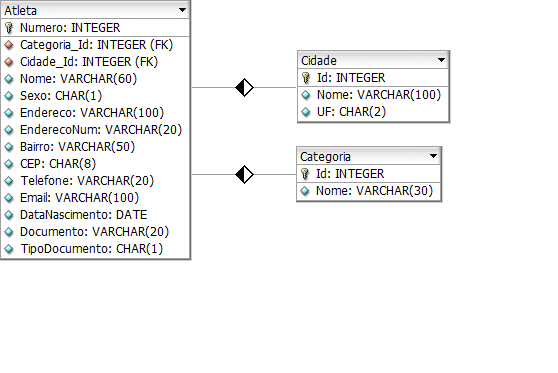 Atleta
Numero: INTEGER
Categoria_Id: INTEGER (FK)
Cidade_Id: INTEGER (FK)
Nome: VARCHAR(60)
Sexo: CHAR(1)
Endereco: VARCHAR(100)
EnderecoNum: VARCHAR(20)
Bairro: VARCHAR(50)
CEP: CHAR(8)
Telefone: VARCHAR(20)
Email: VARCHAR(100)
DataNascimento: DATE
Documento: VARCHAR(20)
TipoDocumento: CHAR(1)
Cidade
Id: INTEGER
Nome: VARCHAR(100)
UF: CHAR(2)
Categoria
Id: INTEGER
Nome: VARCHAR(30)